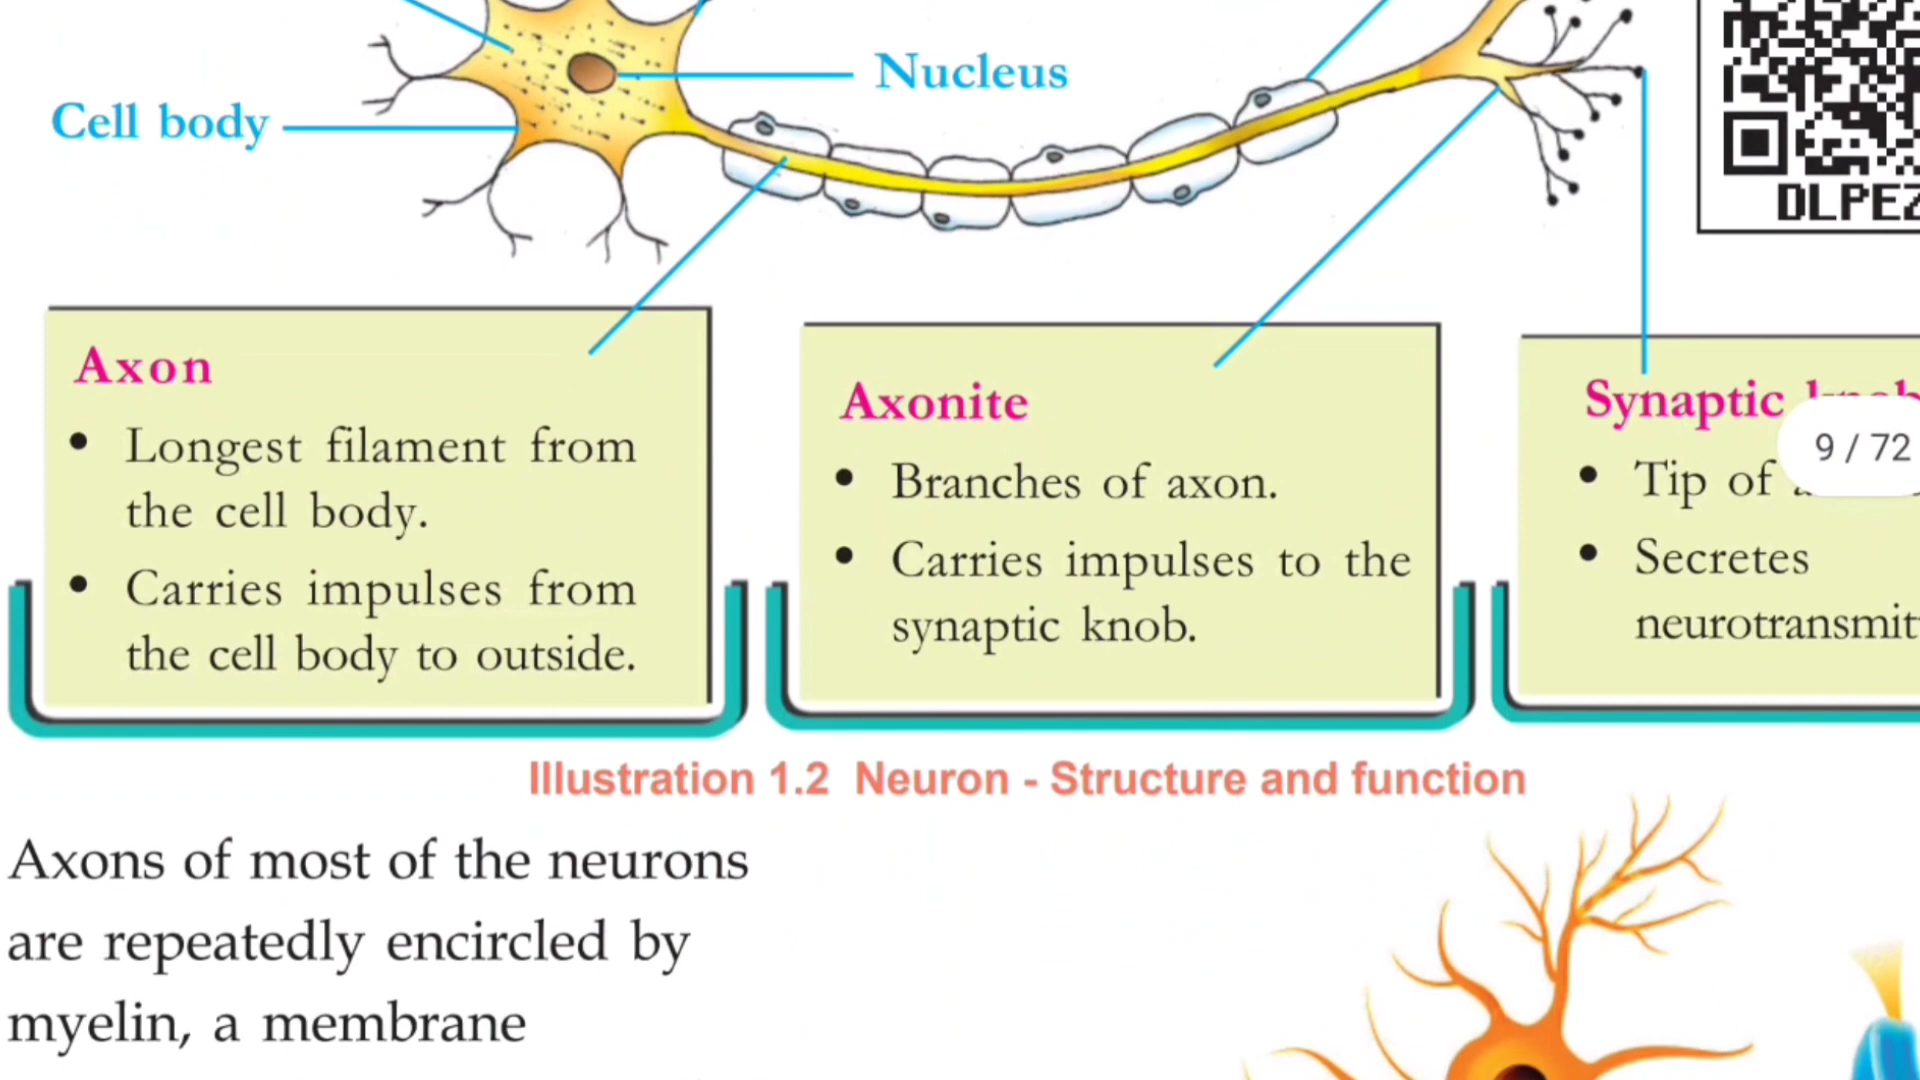 Nucleus
Cell body
DLPEZ
Axon
• Longest filament from
the cell body.
• Carries impulses from
the cell body to outside.
Axonite
• Branches of axon.
• Carries impulses to the
synaptic knob.
Synaptic
9 / 72
• Tip of
• Secretes
neurotransmit
Illustration 1.2 Neuron - Structure and function
Axons of most of the neurons
are repeatedly encircled by
myelin, a membrane